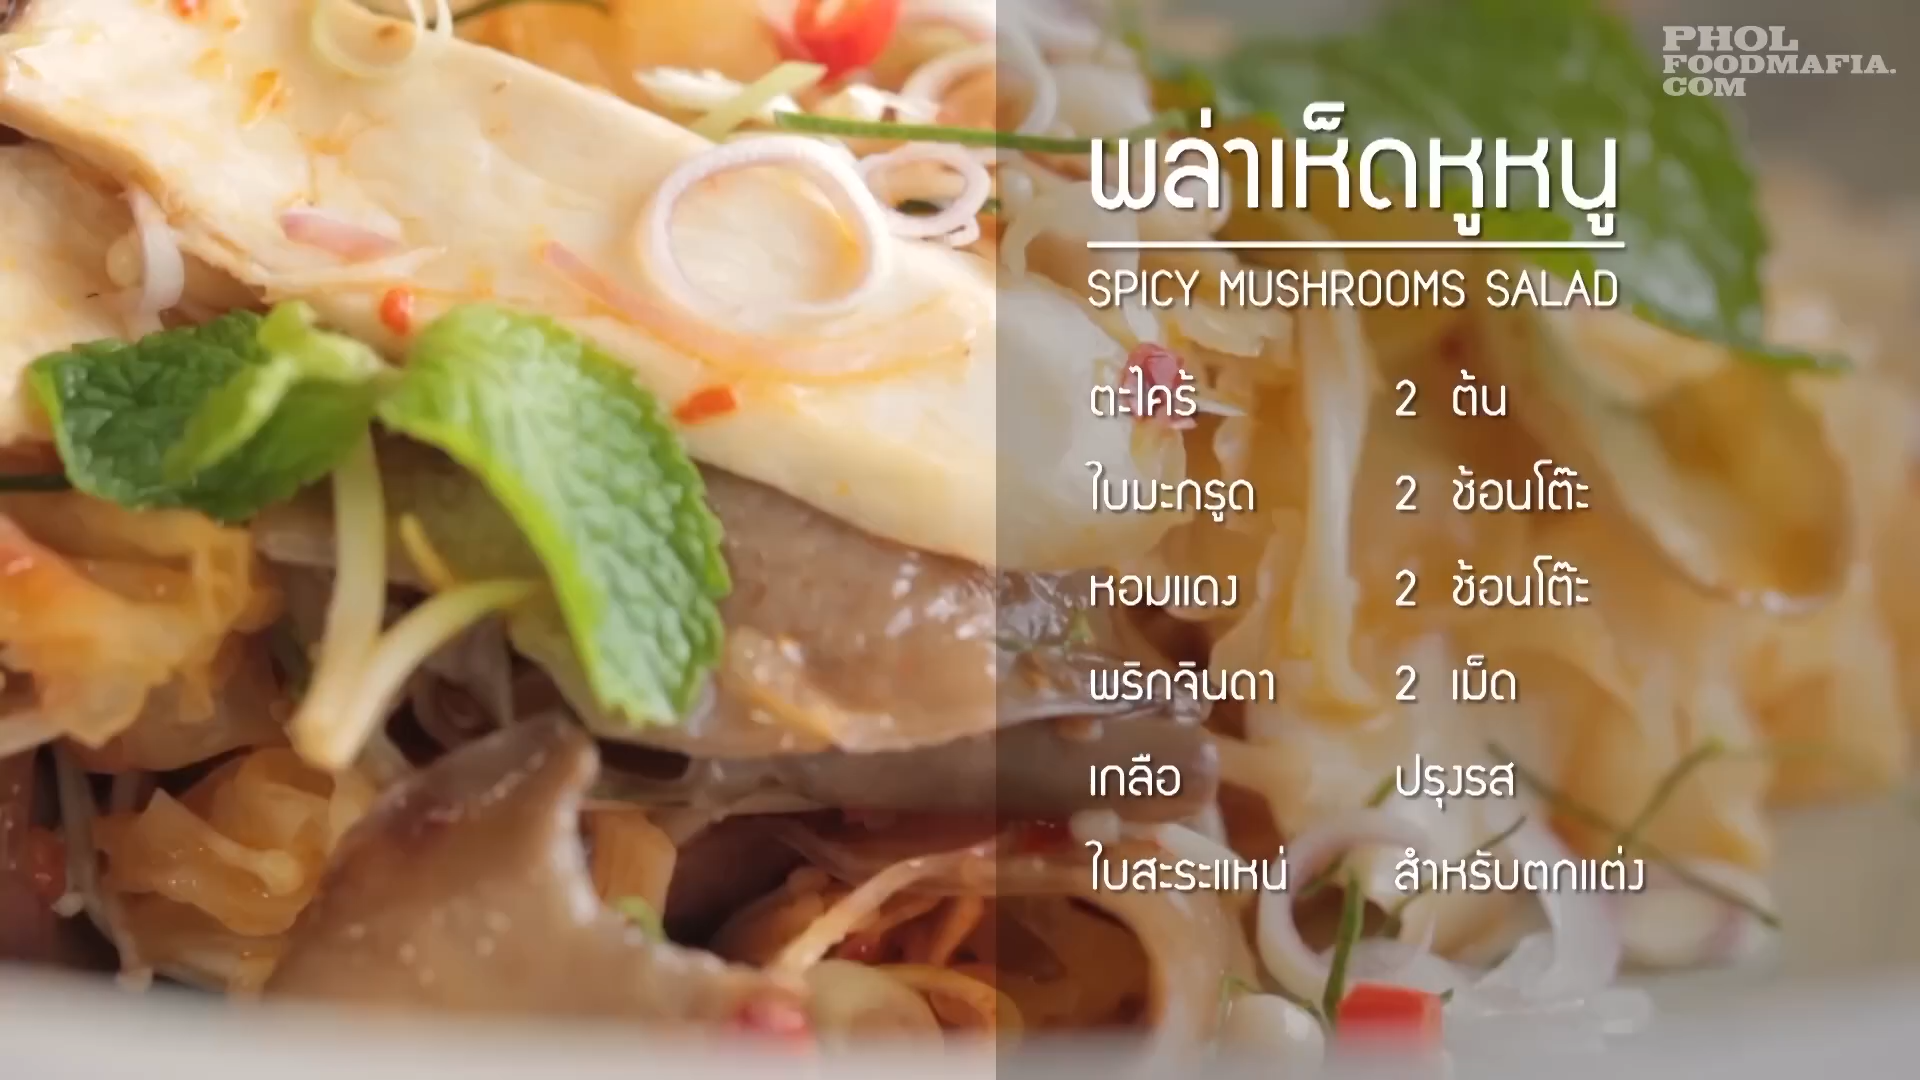 PHOL
FOODMAFIA.
COM
พล่าเห็ดหูหนู
SPICY MUSHROOMS SALAD
ตะไคร้ 2 ต้น
ใบมะกรูด 2 ช้อนโต๊ะ
หอมแดง 2 ช้อนโต๊ะ
พริกจินดา 2 เม็ด
เกลือ ปรุงรส
ใบสะระแหน่ สำหรับตกแต่ง